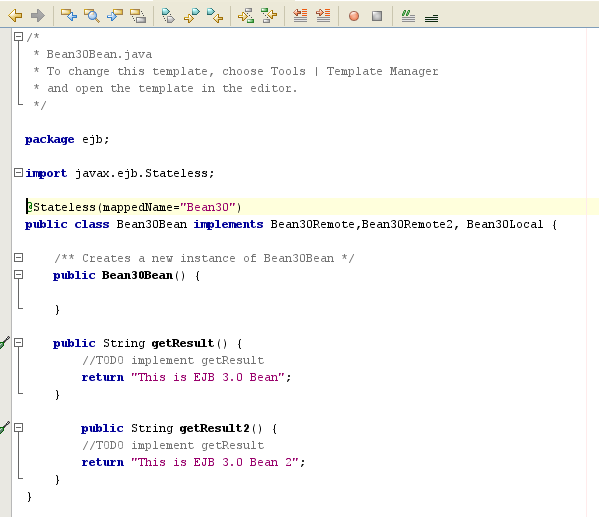 /*
 * Bean30Bean.java
 * To change this template, choose Tools | Template Manager
 * and open the template in the editor.
 */

package ejb;

import javax.ejb.Stateless;

@Stateless(mappedName="Bean30")
public class Bean30Bean implements Bean30Remote,Bean30Remote2, Bean30Local {

    /** Creates a new instance of Bean30Bean */
    public Bean30Bean() {

    }

    public String getResult() {
        //TODO implement getResult
        return "This is EJB 3.0 Bean";
    }

        public String getResult2() {
        //TODO implement getResult
        return "This is EJB 3.0 Bean 2";
    }
}